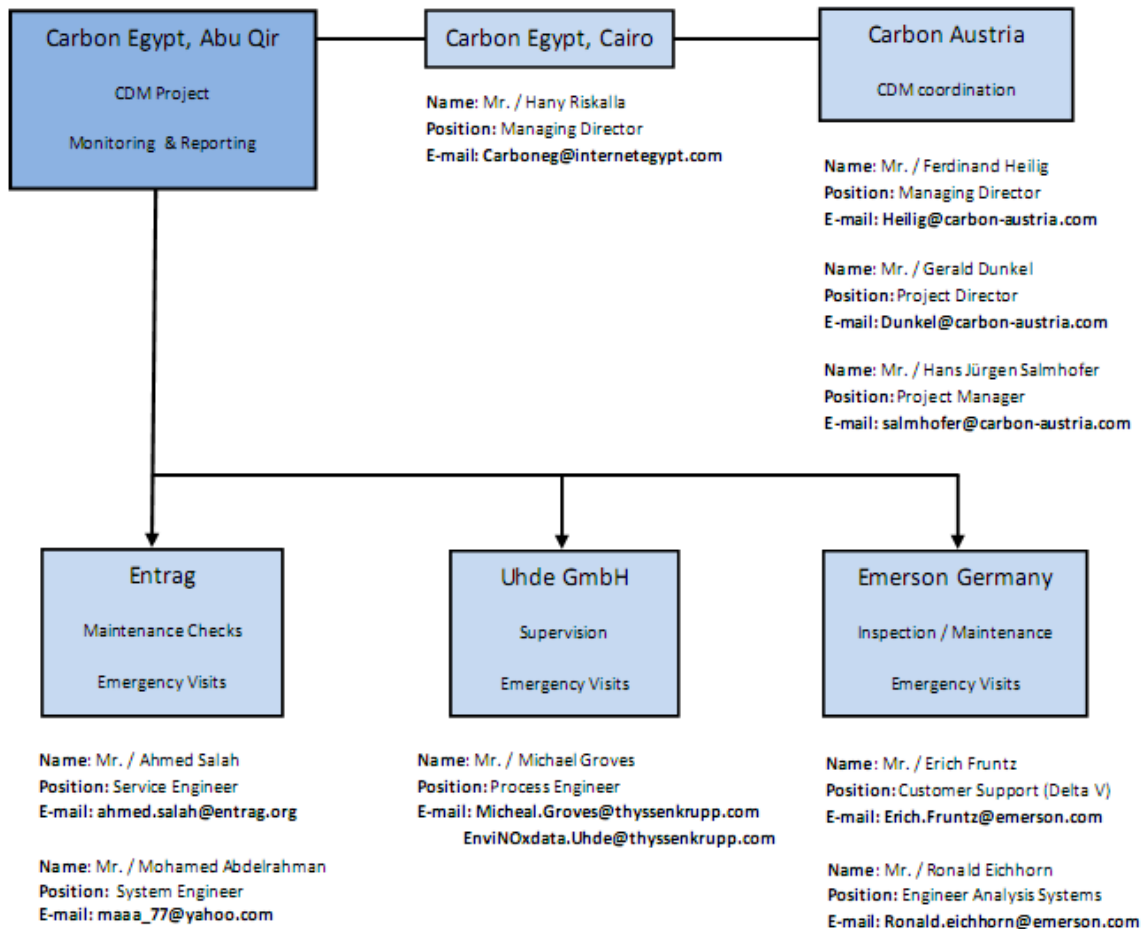 Carbon Egypt, Abu Qir
CDM Project
Monitoring & Reporting
Carbon Egypt, Cairo
Name: Mr. / Hany Riskalla
Position: Managing Director
E-mail: Carboneg@internetegypt.com
Carbon Austria
CDM coordination
Name: Mr. / Ferdinand Heilig
Position: Managing Director
E-mail: Heilig@carbon-austria.com
Name: Mr. / Gerald Dunkel
Position: Project Director
E-mail: Dunkel@carbon-austria.com
Name: Mr. / Hans Jürgen Salmhofer
Position: Project Manager
E-mail: salmhofer@carbon-austria.com
Entrag
Maintenance Checks
Emergency Visits
Name: Mr. / Ahmed Salah
Position: Service Engineer
E-mail: ahmed.salah@entrag.org
Name: Mr. / Mohamed Abdelrahman
Position: System Engineer
E-mail: maaa_77@yahoo.com
Uhde GmbH
Supervision
Emergency Visits
Name: Mr. / Michael Groves
Position: Process Engineer
E-mail: Micheal.Groves@thyssenkrupp.com
EnviNOxdata.Uhde@thyssenkrupp.com
Emerson Germany
Inspection / Maintenance
Emergency Visits
Name: Mr. / Erich Fruntz
Position: Customer Support (Delta V)
E-mail: Erich.Fruntz@emerson.com
Name: Mr. / Ronald Eichhorn
Position: Engineer Analysis Systems
E-mail: Ronald.eichhorn@emerson.com